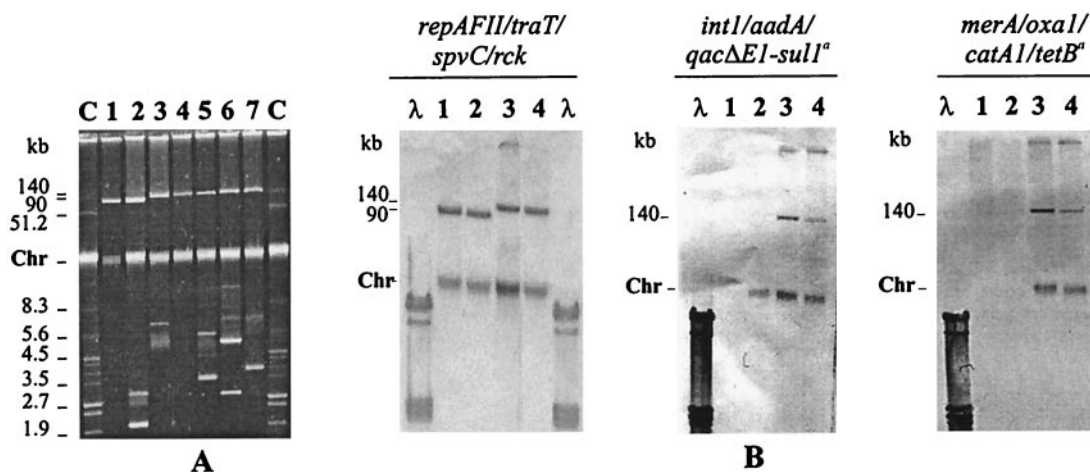 repAFII/traT/
spvC/rck
int1/aadA/
qacΔE1-sul1ᵃ
merA/oxa1/
catA1/tetBᵃ
C 1 2 3 4 5 6 7 C
kb
140
90
51.2
Chr
8.3
5.6
4.5
3.5
2.7
1.9
A
λ 1 2 3 4 λ
kb
140
90
Chr
λ 1 2 3 4
kb
140
Chr
B
λ 1 2 3 4
kb
140
Chr